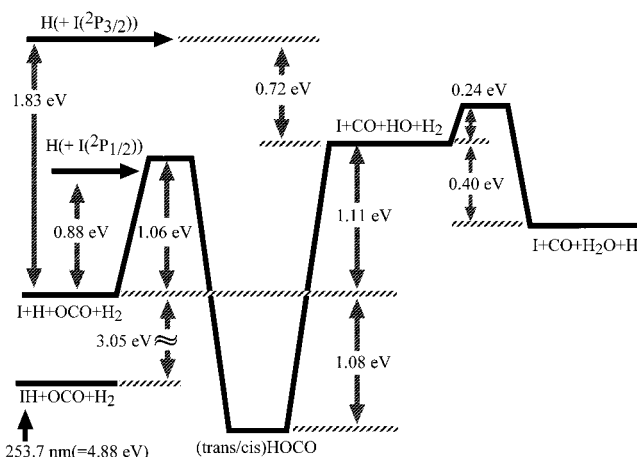 H(+ I(²P₃/₂))
1.83 eV
0.72 eV
0.24 eV
I+CO+HO+H₂
H(+ I(²P₁/₂))
0.88 eV
1.06 eV
1.11 eV
0.40 eV
I+CO+H₂O+H
I+H+OCO+H₂
3.05 eV
1.08 eV
IH+OCO+H₂
(trans/cis)HOCO
253.7 nm(=4.88 eV)